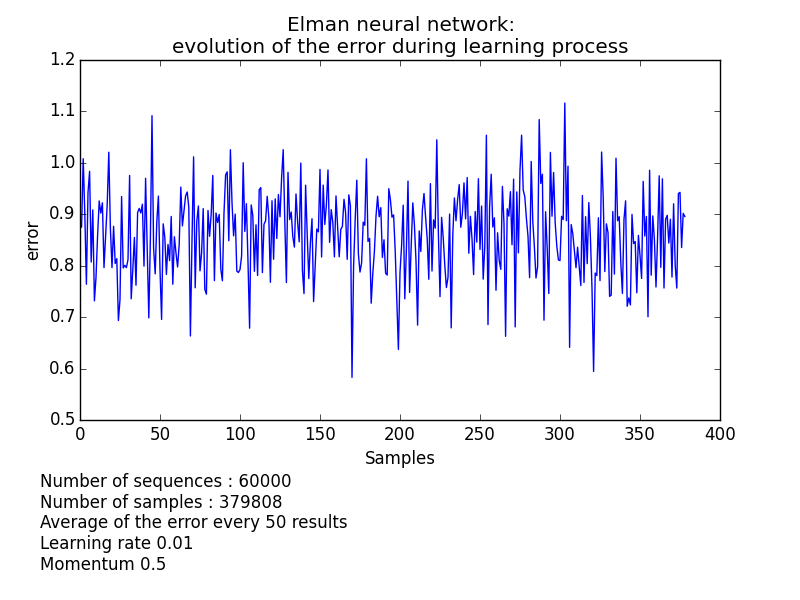 Elman neural network:
evolution of the error during learning process
1.2
1.1
1.0
0.9
0.8
0.7
0.6
0.5
error
0 50 100 150 200 250 300 350 400
Samples
Number of sequences : 60000
Number of samples : 379808
Average of the error every 50 results
Learning rate 0.01
Momentum 0.5